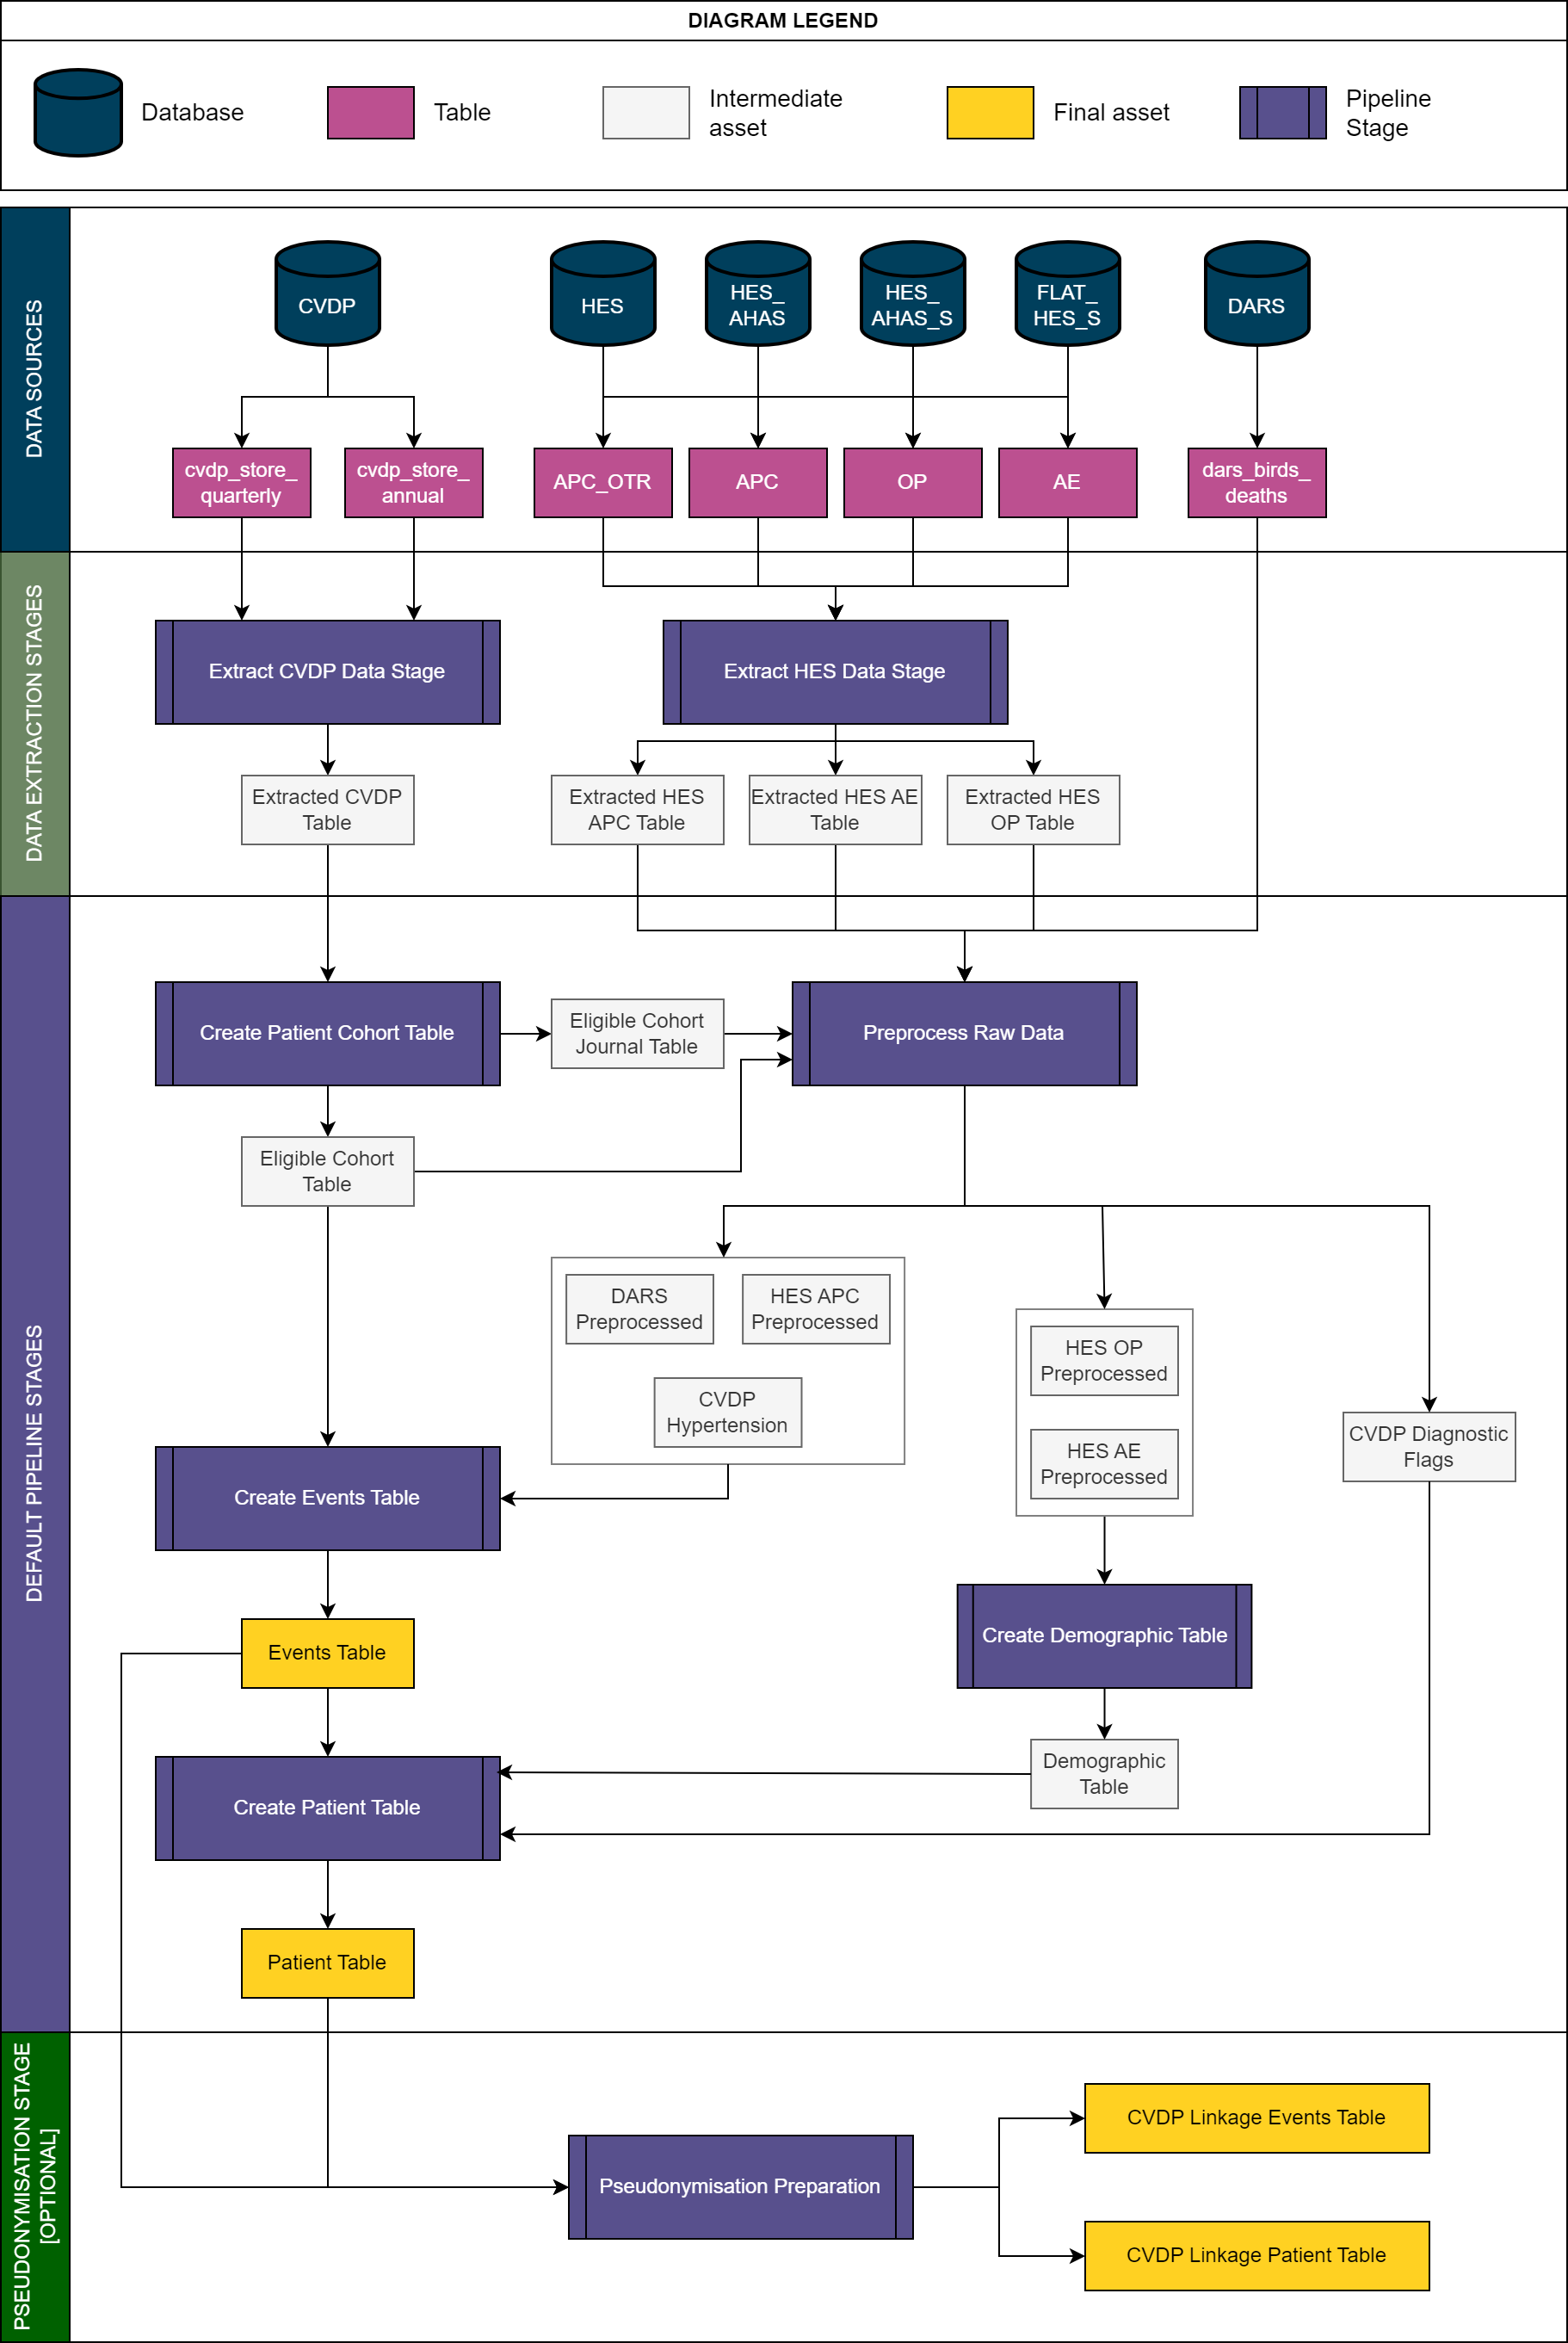 DIAGRAM LEGEND
Database
Table
Intermediate
asset
Final asset
Pipeline
Stage
DATA SOURCES
CVDP
HES
HES_
AHAS
HES_
AHAS_S
FLAT_
HES_S
DARS
cvdp_store_
quarterly
cvdp_store_
annual
APC_OTR
APC
OP
AE
dars_birds_
deaths
DATA EXTRACTION STAGES
Extract CVDP Data Stage
Extract HES Data Stage
Extracted CVDP
Table
Extracted HES
APC Table
Extracted HES AE
Table
Extracted HES
OP Table
DEFAULT PIPELINE STAGES
Create Patient Cohort Table
Eligible Cohort
Journal Table
Preprocess Raw Data
Eligible Cohort
Table
DARS
Preprocessed
HES APC
Preprocessed
CVDP
Hypertension
HES OP
Preprocessed
HES AE
Preprocessed
CVDP Diagnostic
Flags
Create Events Table
Events Table
Create Demographic Table
Demographic
Table
Create Patient Table
Patient Table
PSEUDONYMISATION STAGE
[OPTIONAL]
Pseudonymisation Preparation
CVDP Linkage Events Table
CVDP Linkage Patient Table